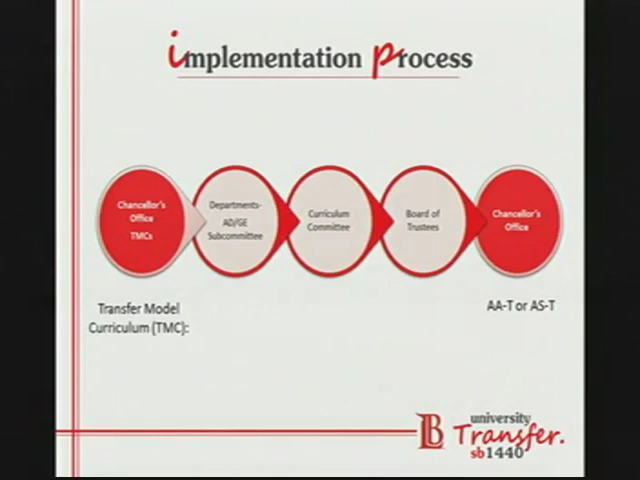 implementation process
Chancellor's
Office
TMCs
Departments-
AD/GE
Subcommittee
Curriculum
Committee
Board of
Trustees
Chancellor's
Office
Transfer Model
Curriculum (TMC):
AA-T or AS-T
LB
university
Transfer.
sb1440